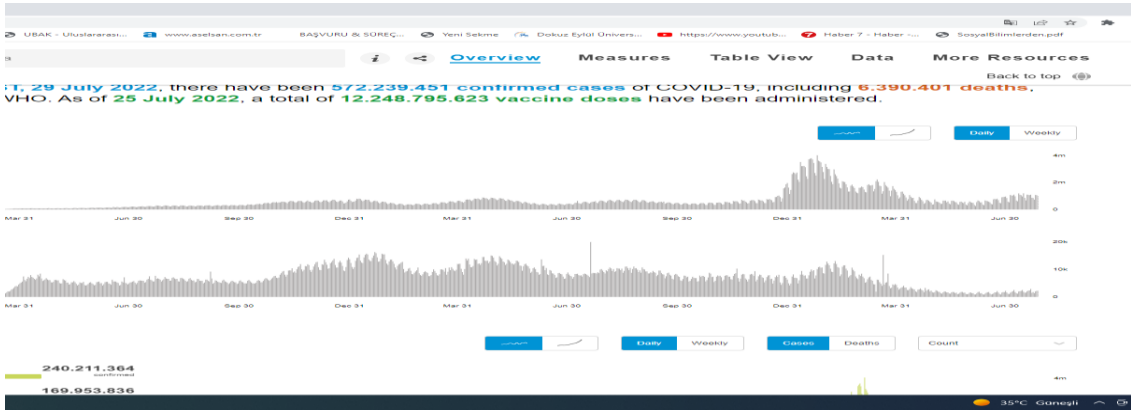 UBAK - Uluslararası... www.aselsan.com.tr BAŞVURU & SÜREÇ... Yeni Sekme Dokuz Eylül Ünivers... https://www.youtub... Haber 7 - Haber -... SosyalBilimlerden.pdf
Overview Measures Table View Data More Resources
Back to top
29 July 2022, there have been 572.239.451 confirmed cases of COVID-19, including 6.390.401 deaths,
WHO. As of 25 July 2022, a total of 12.248.795.623 vaccine doses have been administered.
Daily Weekly
4m
2m
0
Mar 31 Jun 30 Sep 30 Dec 31 Mar 31 Jun 30 Sep 30 Dec 31 Mar 31 Jun 30
20k
10k
0
Mar 31 Jun 30 Sep 30 Dec 31 Mar 31 Jun 30 Sep 30 Dec 31 Mar 31 Jun 30
Daily Weekly Cases Deaths Count
240.211.364
confirmed
4m
169.953.836
35°C Güneşli